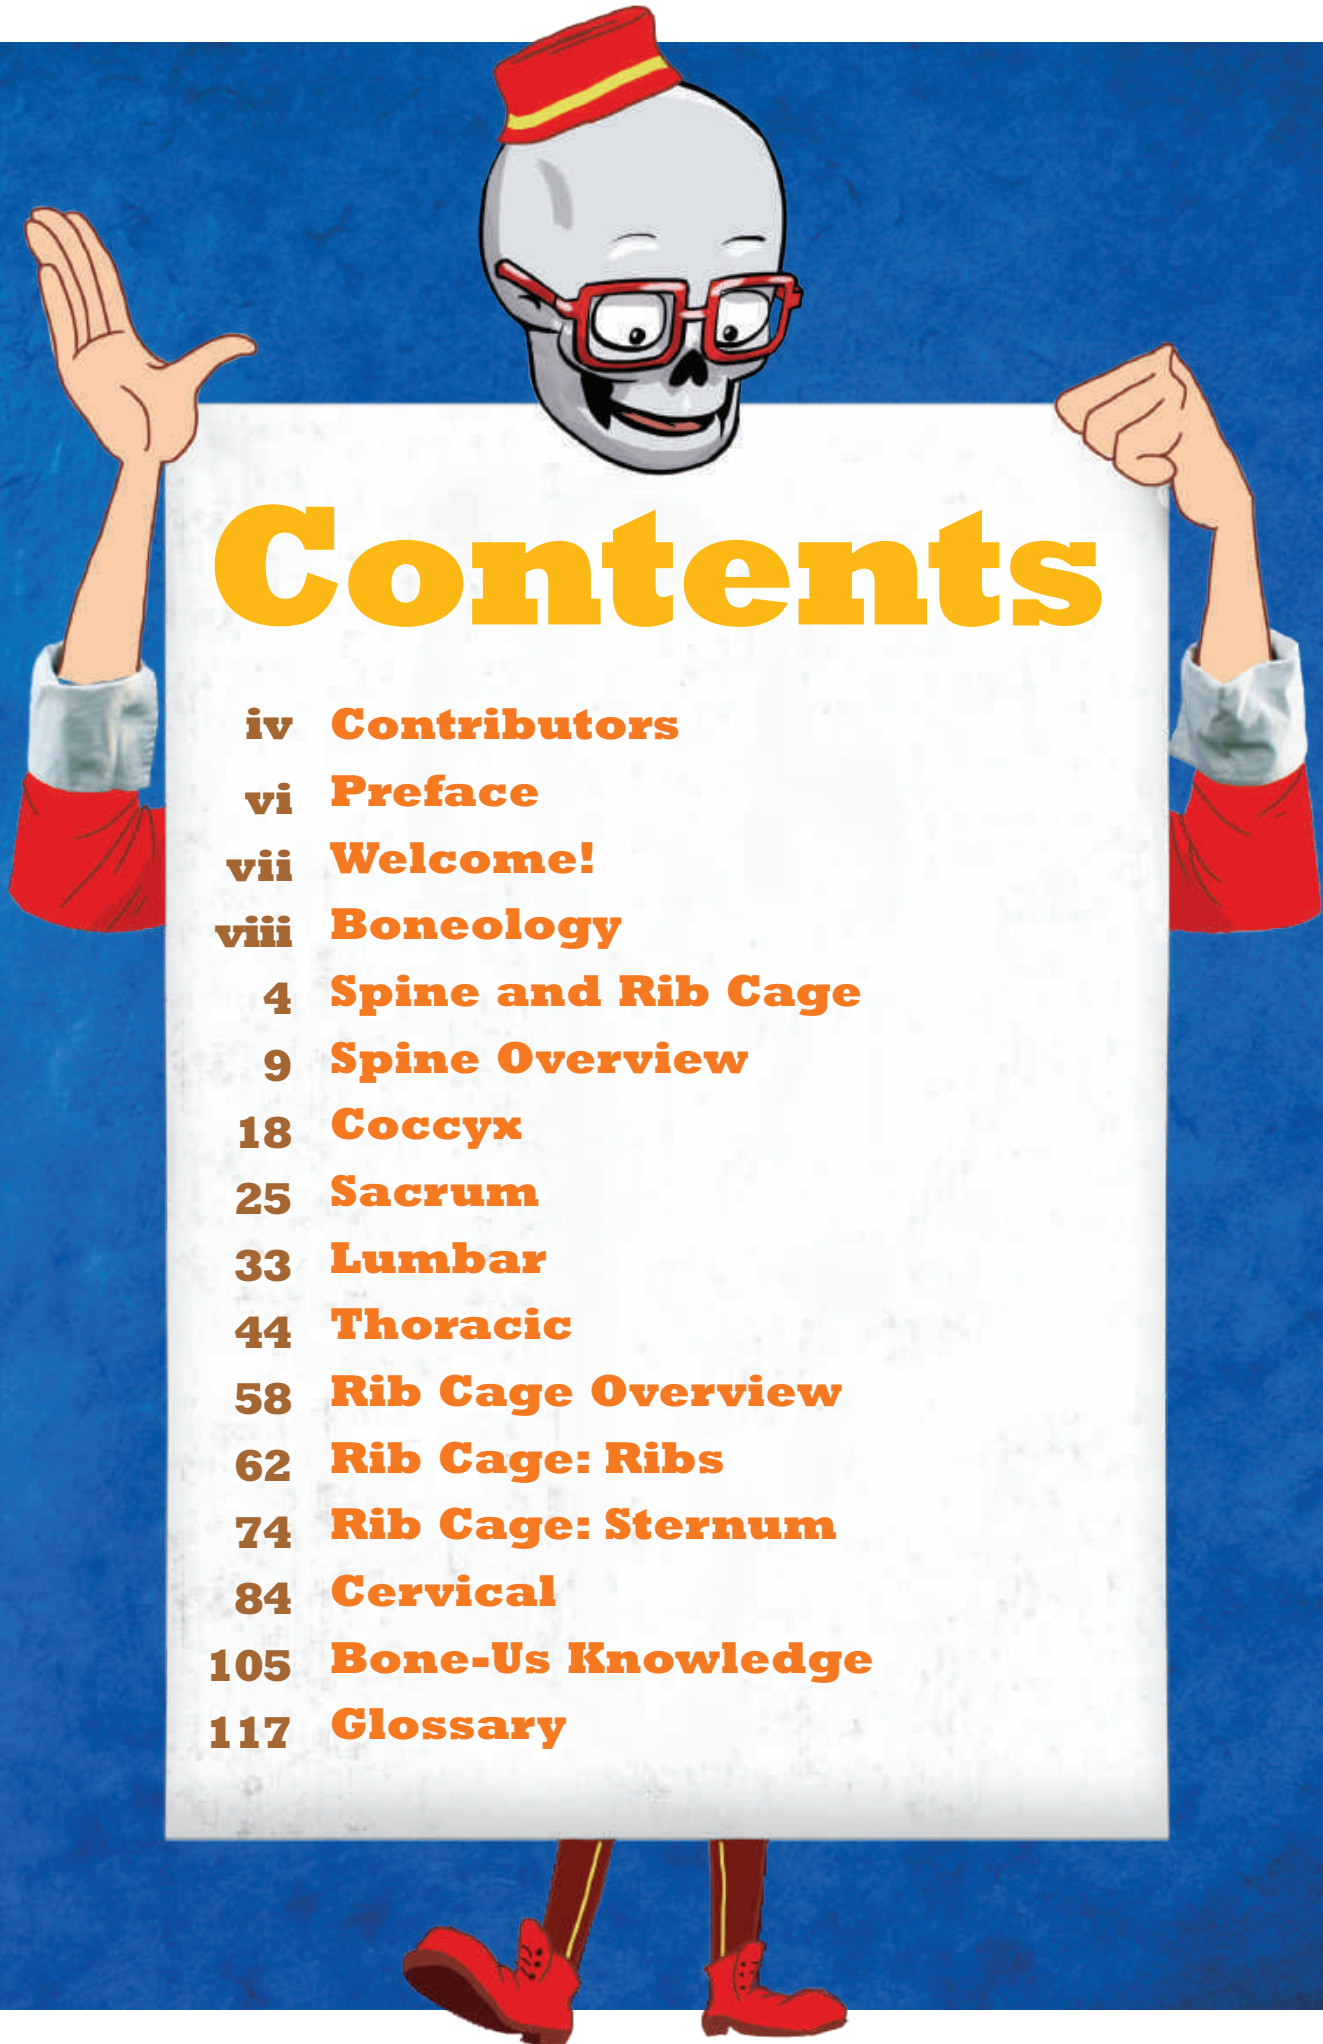 Contents
iv Contributors
vi Preface
vii Welcome!
viii Boneology
4 Spine and Rib Cage
9 Spine Overview
18 Coccyx
25 Sacrum
33 Lumbar
44 Thoracic
58 Rib Cage Overview
62 Rib Cage: Ribs
74 Rib Cage: Sternum
84 Cervical
105 Bone-Us Knowledge
117 Glossary